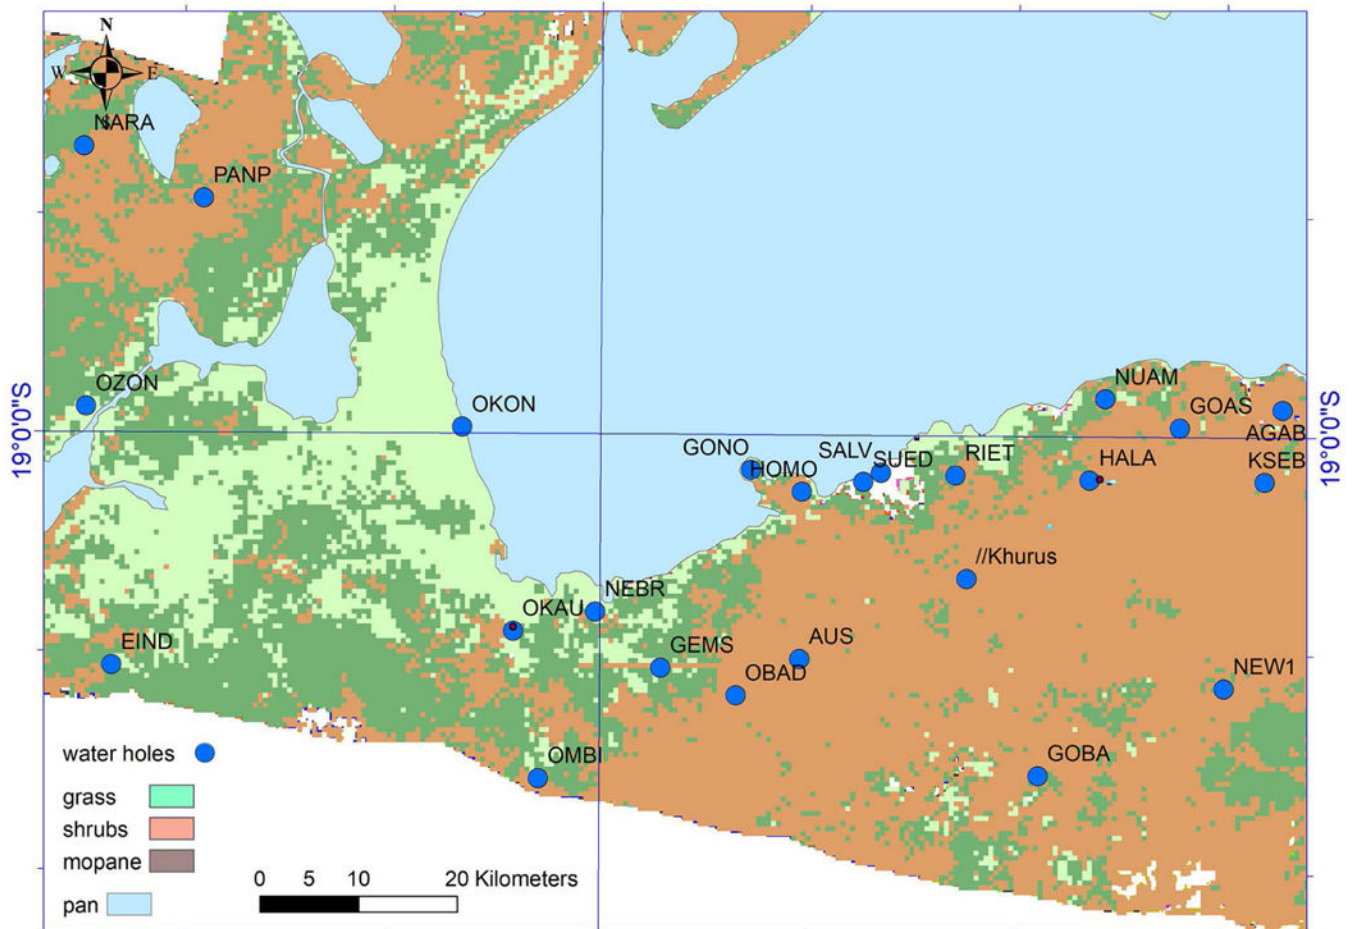 N
W E
S
NARA
PANP
OZON
OKON
NUAM
GOAS
AGAB
19°0'0"S
19°0'0"S
GONO
HOMO
SALV
SUED
RIET
HALA
KSEB
//Khurus
NEBR
OKAU
EIND
GEMS
AUS
OBAD
NEW1
OMBI
GOBA
water holes
grass
shrubs
mopane
pan
0 5 10 20 Kilometers